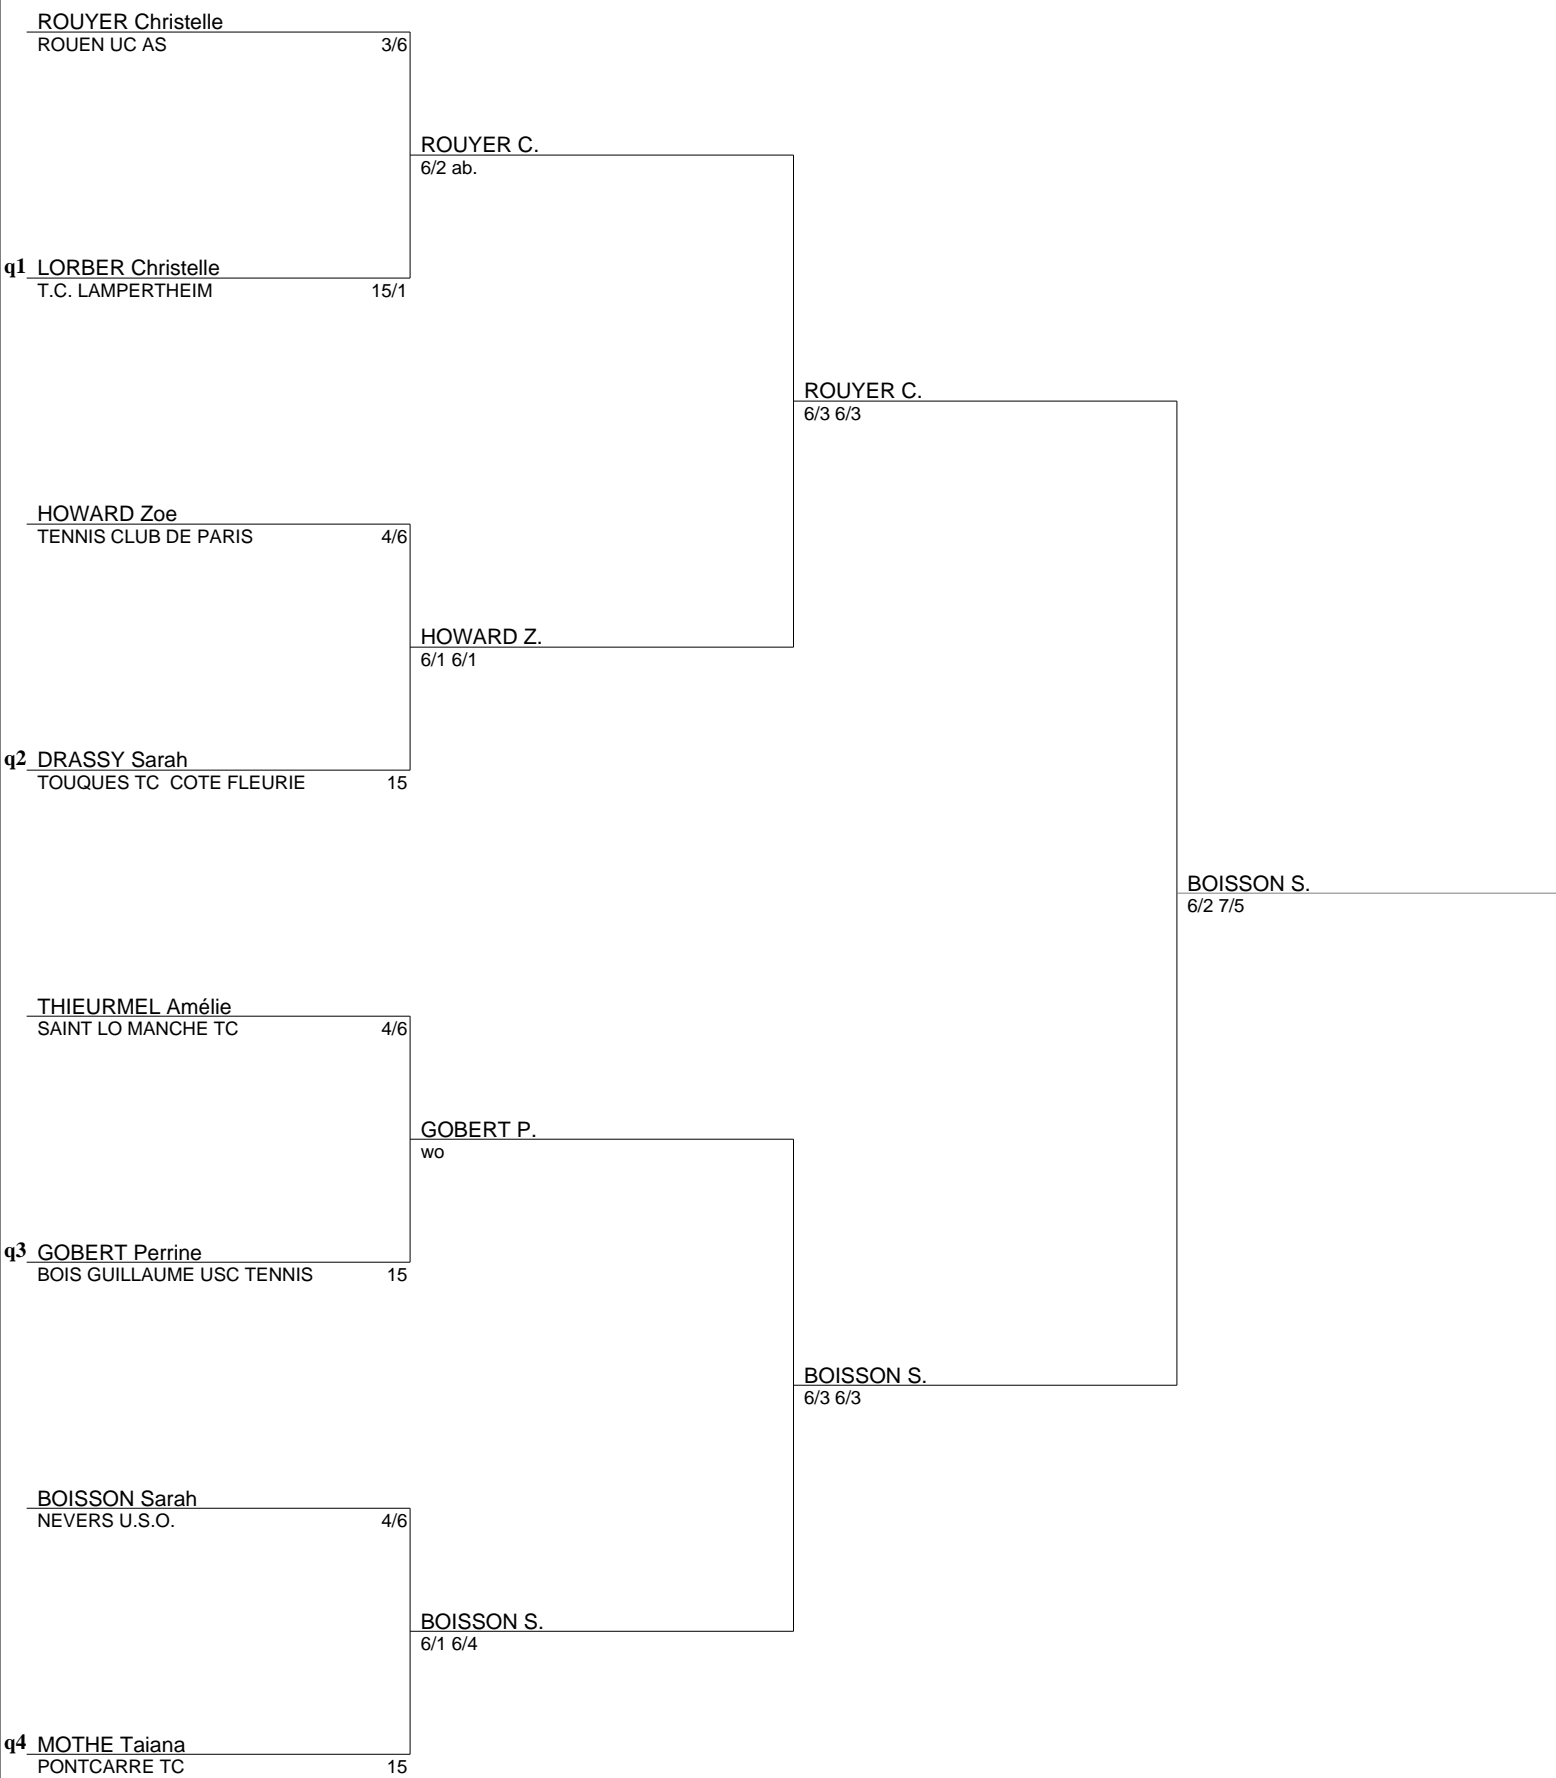 ROUYER Christelle
ROUEN UC AS 3/6
ROUYER C.
6/2 ab.
q1 LORBER Christelle
T.C. LAMPERTHEIM 15/1
ROUYER C.
6/3 6/3
HOWARD Zoe
TENNIS CLUB DE PARIS 4/6
HOWARD Z.
6/1 6/1
q2 DRASSY Sarah
TOUQUES TC  COTE FLEURIE 15
BOISSON S.
6/2 7/5
THIEURMEL Amélie
SAINT LO MANCHE TC 4/6
GOBERT P.
wo
q3 GOBERT Perrine
BOIS GUILLAUME USC TENNIS 15
BOISSON S.
6/3 6/3
BOISSON Sarah
NEVERS U.S.O. 4/6
BOISSON S.
6/1 6/4
q4 MOTHE Taiana
PONTCARRE TC 15